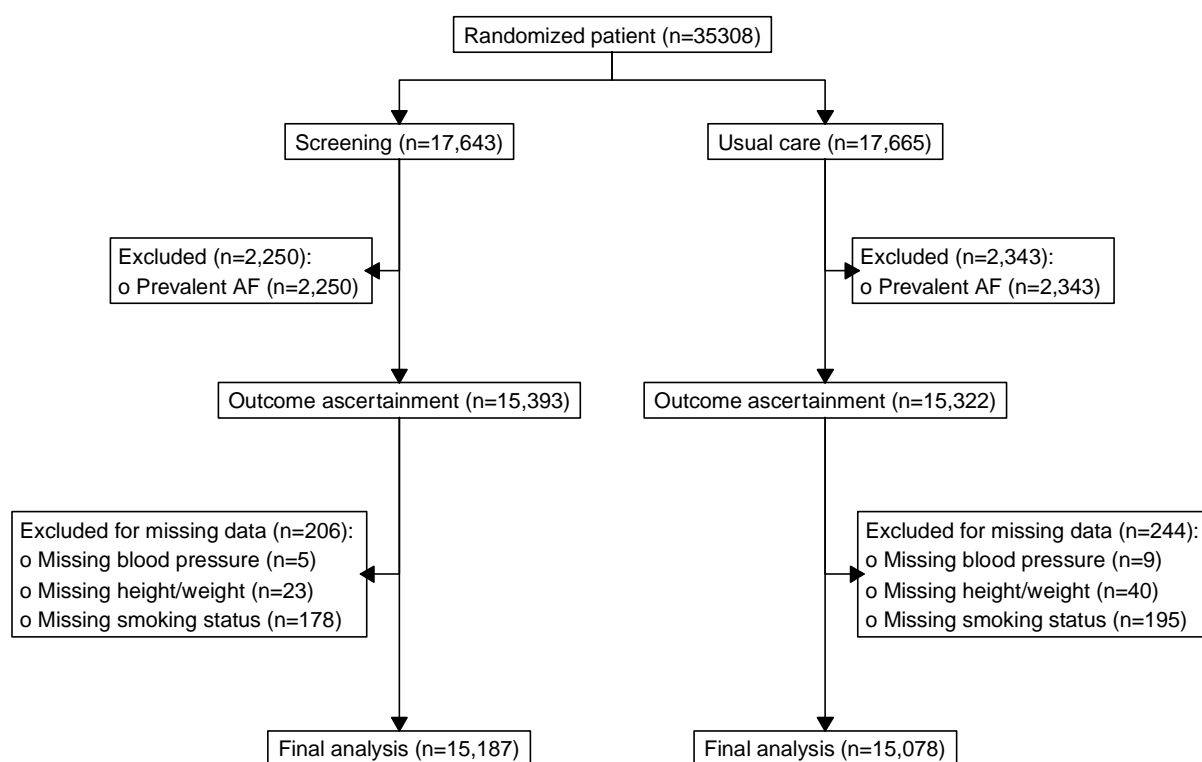 Randomized patient (n=35308)
Screening (n=17,643)
Usual care (n=17,665)
Excluded (n=2,250):
o Prevalent AF (n=2,250)
Excluded (n=2,343):
o Prevalent AF (n=2,343)
Outcome ascertainment (n=15,393)
Outcome ascertainment (n=15,322)
Excluded for missing data (n=206):
o Missing blood pressure (n=5)
o Missing height/weight (n=23)
o Missing smoking status (n=178)
Excluded for missing data (n=244):
o Missing blood pressure (n=9)
o Missing height/weight (n=40)
o Missing smoking status (n=195)
Final analysis (n=15,187)
Final analysis (n=15,078)